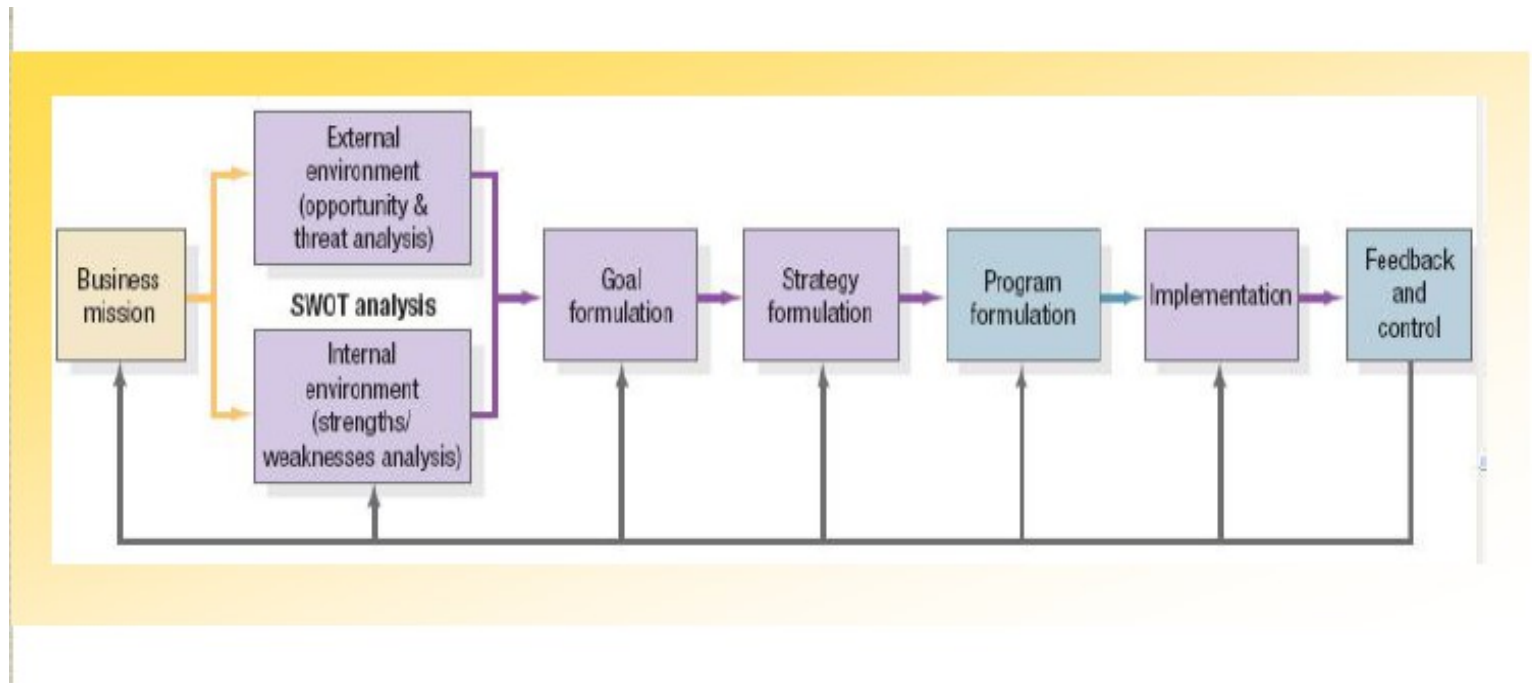 Business
mission
External
environment
(opportunity &
threat analysis)
SWOT analysis
Internal
environment
(strengths/
weaknesses analysis)
Goal
formulation
Strategy
formulation
Program
formulation
Implementation
Feedback
and
control